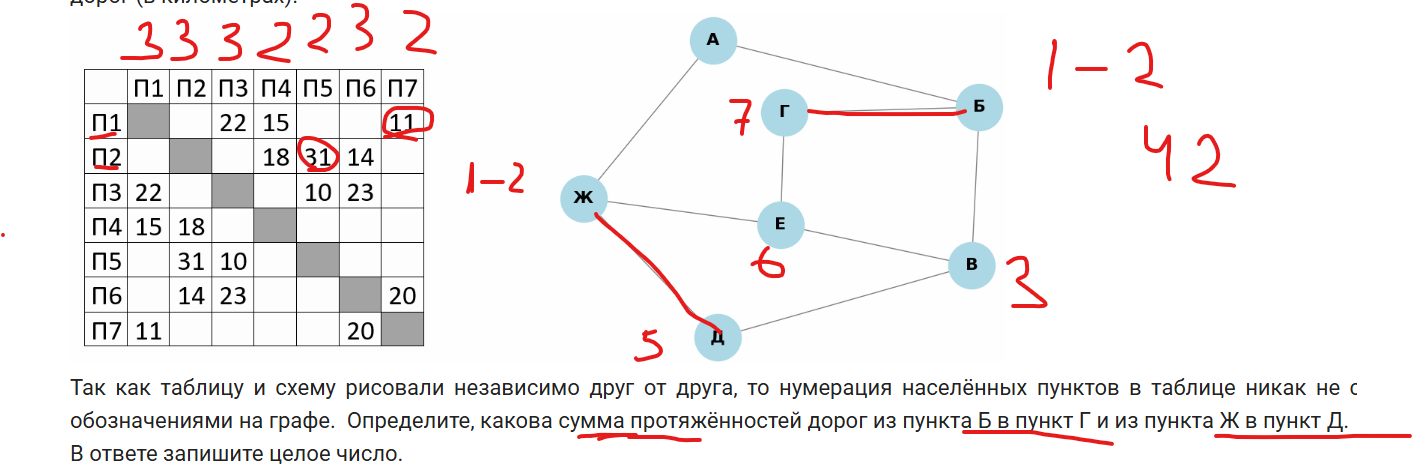 дорог (в километрах).
3 3 3 2 2 3 2
П1 П2 П3 П4 П5 П6 П7
П1 22 15 11
П2 18 31 14
П3 22 10 23
П4 15 18
П5 31 10
П6 14 23 20
П7 11 20
А
1-2
7 Г Б
42
1-2 Ж
Е
6
В 3
5 Д
Так как таблицу и схему рисовали независимо друг от друга, то нумерация населённых пунктов в таблице никак не с
обозначениями на графе. Определите, какова сумма протяжённостей дорог из пункта Б в пункт Г и из пункта Ж в пункт Д.
В ответе запишите целое число.